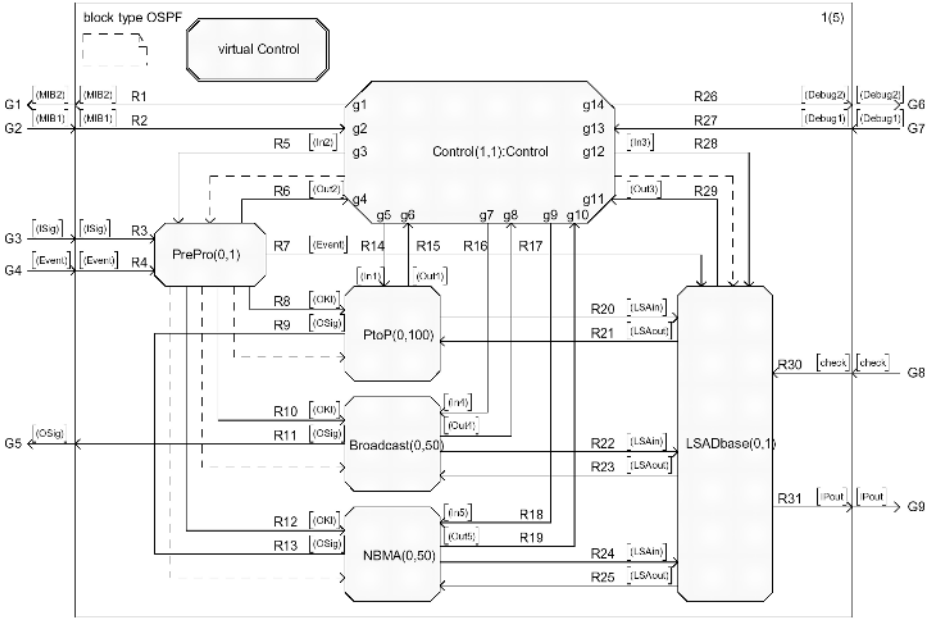 block type OSPF
1(5)
virtual Control
G1 [(MIB2)] [(MIB2)] R1 g1 g14 R26 [(Debug2)] [(Debug2)] G6
G2 [(MIB1)] [(MIB1)] R2 g2 g13 R27 [(Debug1)] [(Debug1)] G7
R5 [(In2)] g3 Control(1,1):Control g12 [(In3)] R28
R6 [(Out2)] g4 g11 [(Out3)] R29
g5 g6 g7 g8 g9 g10
G3 [(ISig)] [(ISig)] R3
PrePro(0,1)
R7 [(Event)] R14 R15 R16 R17
G4 [(Event)] [(Event)] R4
[(In1)] [(Out1)]
R8 [(OKI)]
R9 [(OSig)]
PtoP(0,100)
R20 [(LSAin)]
R21 [(LSAout)]
R30 [check] [check] G8
R10 [(OKI)] [(In4)]
G5 [(OSig)] R11 [(OSig)] [(Out4)]
Broadcast(0,50)
R22 [(LSAin)]
R23 [(LSAout)]
LSADbase(0,1)
R31 [IPout] [IPout] G9
R12 [(OKI)] [(In5)] R18
R13 [(OSig)] [(Out5)] R19
NBMA(0,50)
R24 [(LSAin)]
R25 [(LSAout)]